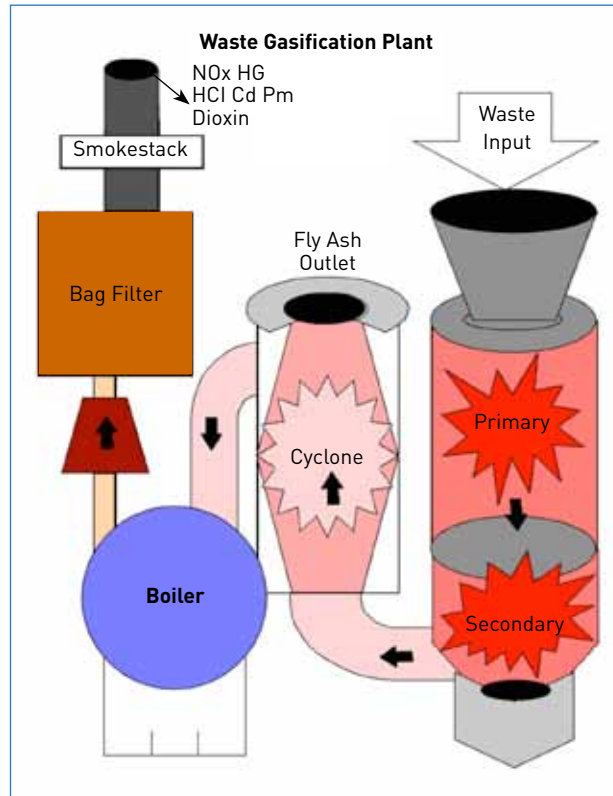 Waste Gasification Plant
NOx HG
HCI Cd Pm
Dioxin
Smokestack
Waste
Input
Fly Ash
Outlet
Bag Filter
Primary
Cyclone
Boiler
Secondary